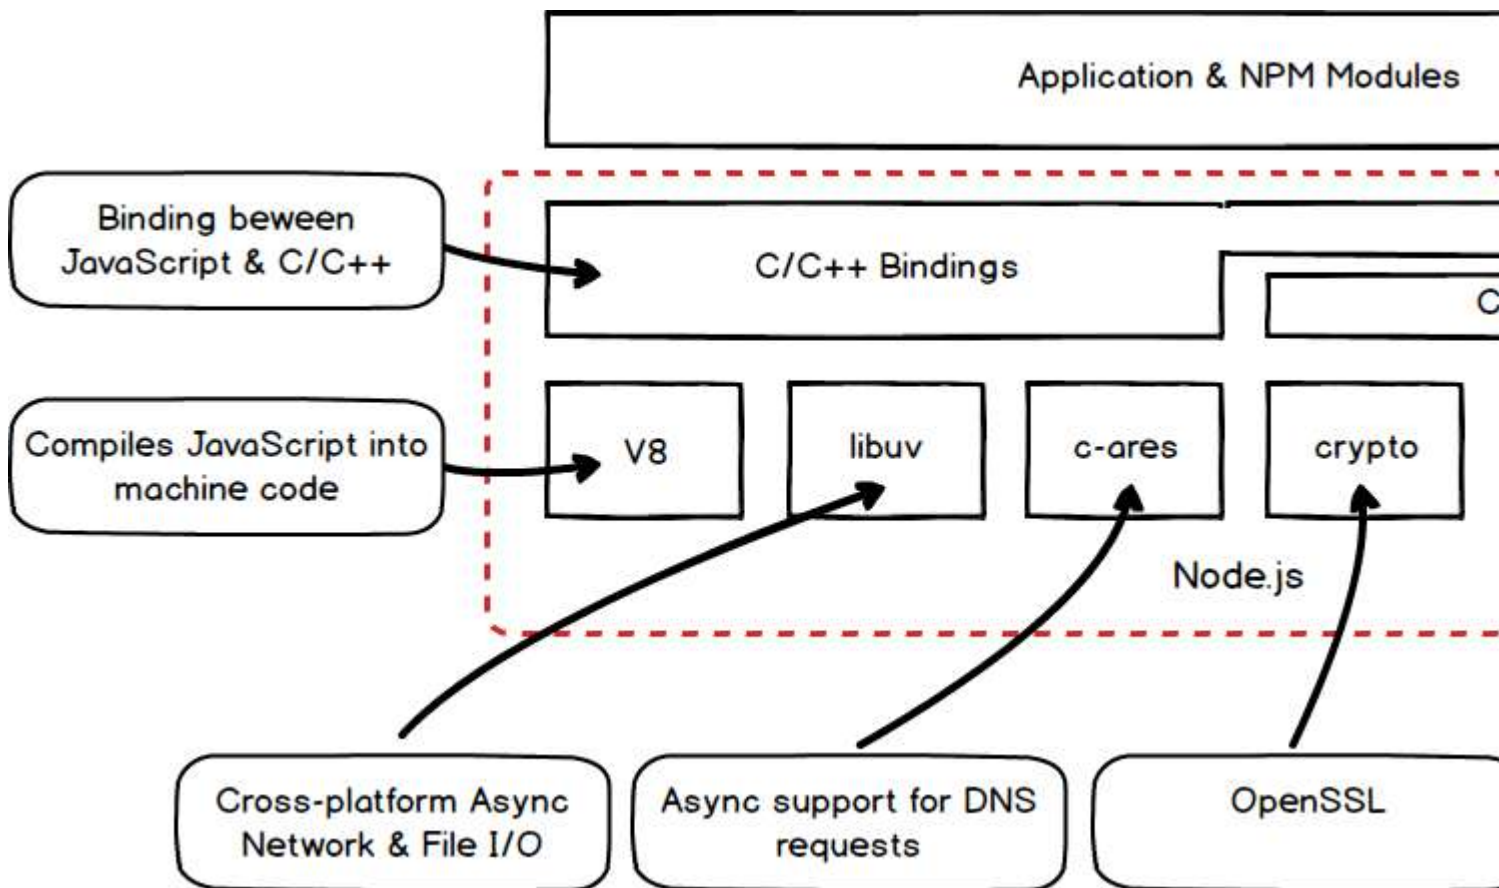 Application & NPM Modules
Binding beween
JavaScript & C/C++
C/C++ Bindings
C
Compiles JavaScript into
machine code
V8
libuv
c-ares
crypto
Node.js
Cross-platform Async
Network & File I/O
Async support for DNS
requests
OpenSSL